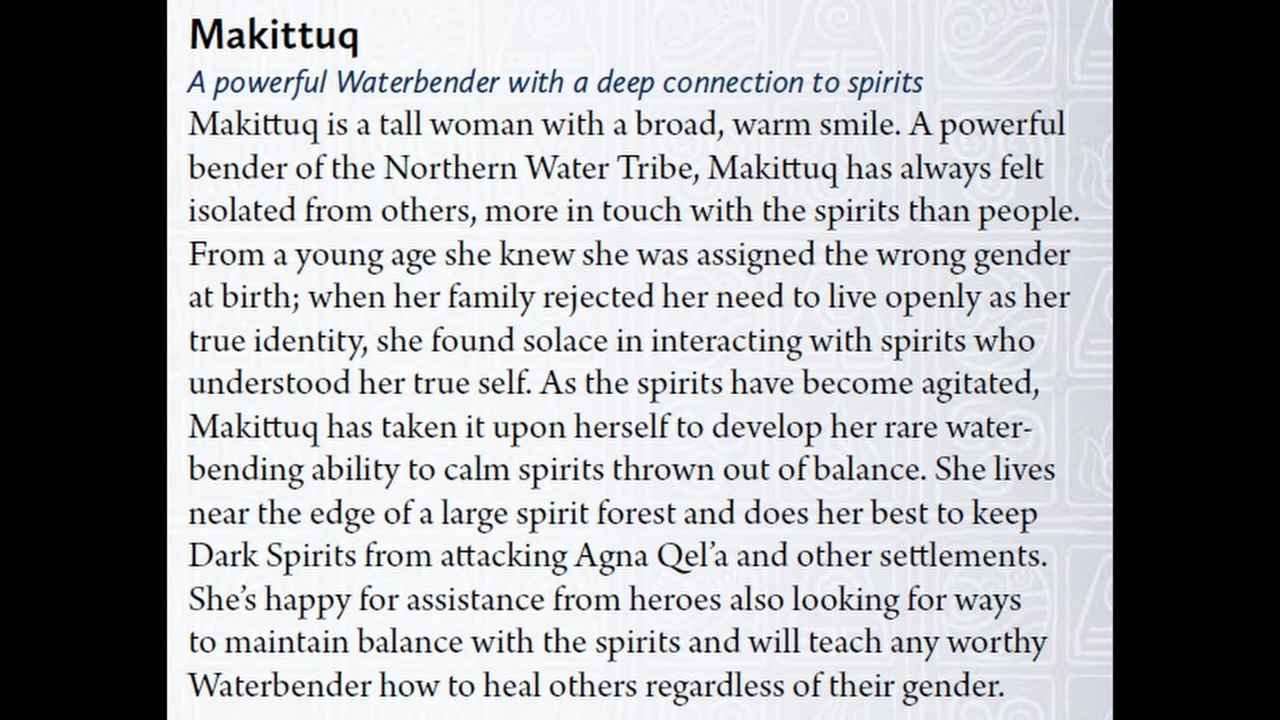 Makittuq
A powerful Waterbender with a deep connection to spirits
Makittuq is a tall woman with a broad, warm smile. A powerful
bender of the Northern Water Tribe, Makittuq has always felt
isolated from others, more in touch with the spirits than people.
From a young age she knew she was assigned the wrong gender
at birth; when her family rejected her need to live openly as her
true identity, she found solace in interacting with spirits who
understood her true self. As the spirits have become agitated,
Makittuq has taken it upon herself to develop her rare water-
bending ability to calm spirits thrown out of balance. She lives
near the edge of a large spirit forest and does her best to keep
Dark Spirits from attacking Agna Qel’a and other settlements.
She’s happy for assistance from heroes also looking for ways
to maintain balance with the spirits and will teach any worthy
Waterbender how to heal others regardless of their gender.